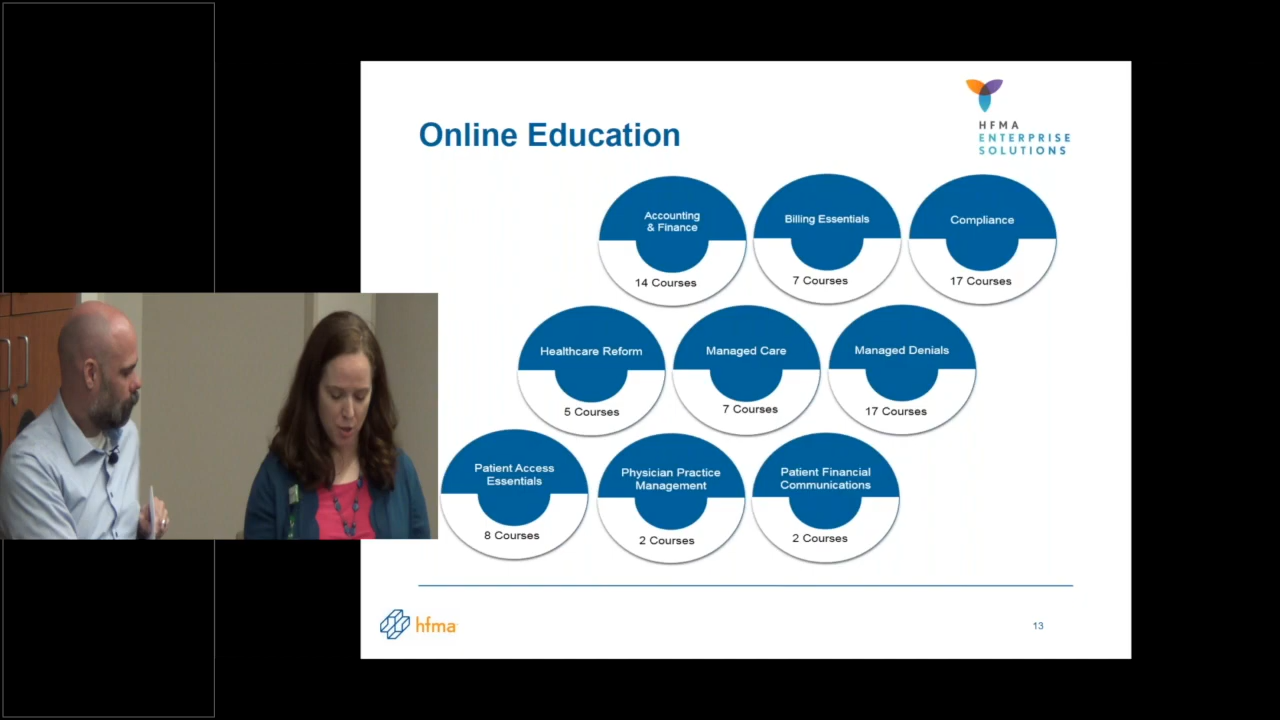 Online Education
HFMA
ENTERPRISE
SOLUTIONS
Accounting
& Finance
14 Courses
Billing Essentials
7 Courses
Compliance
17 Courses
Healthcare Reform
5 Courses
Managed Care
7 Courses
Managed Denials
17 Courses
Patient Access
Essentials
8 Courses
Physician Practice
Management
2 Courses
Patient Financial
Communications
2 Courses
hfma
13